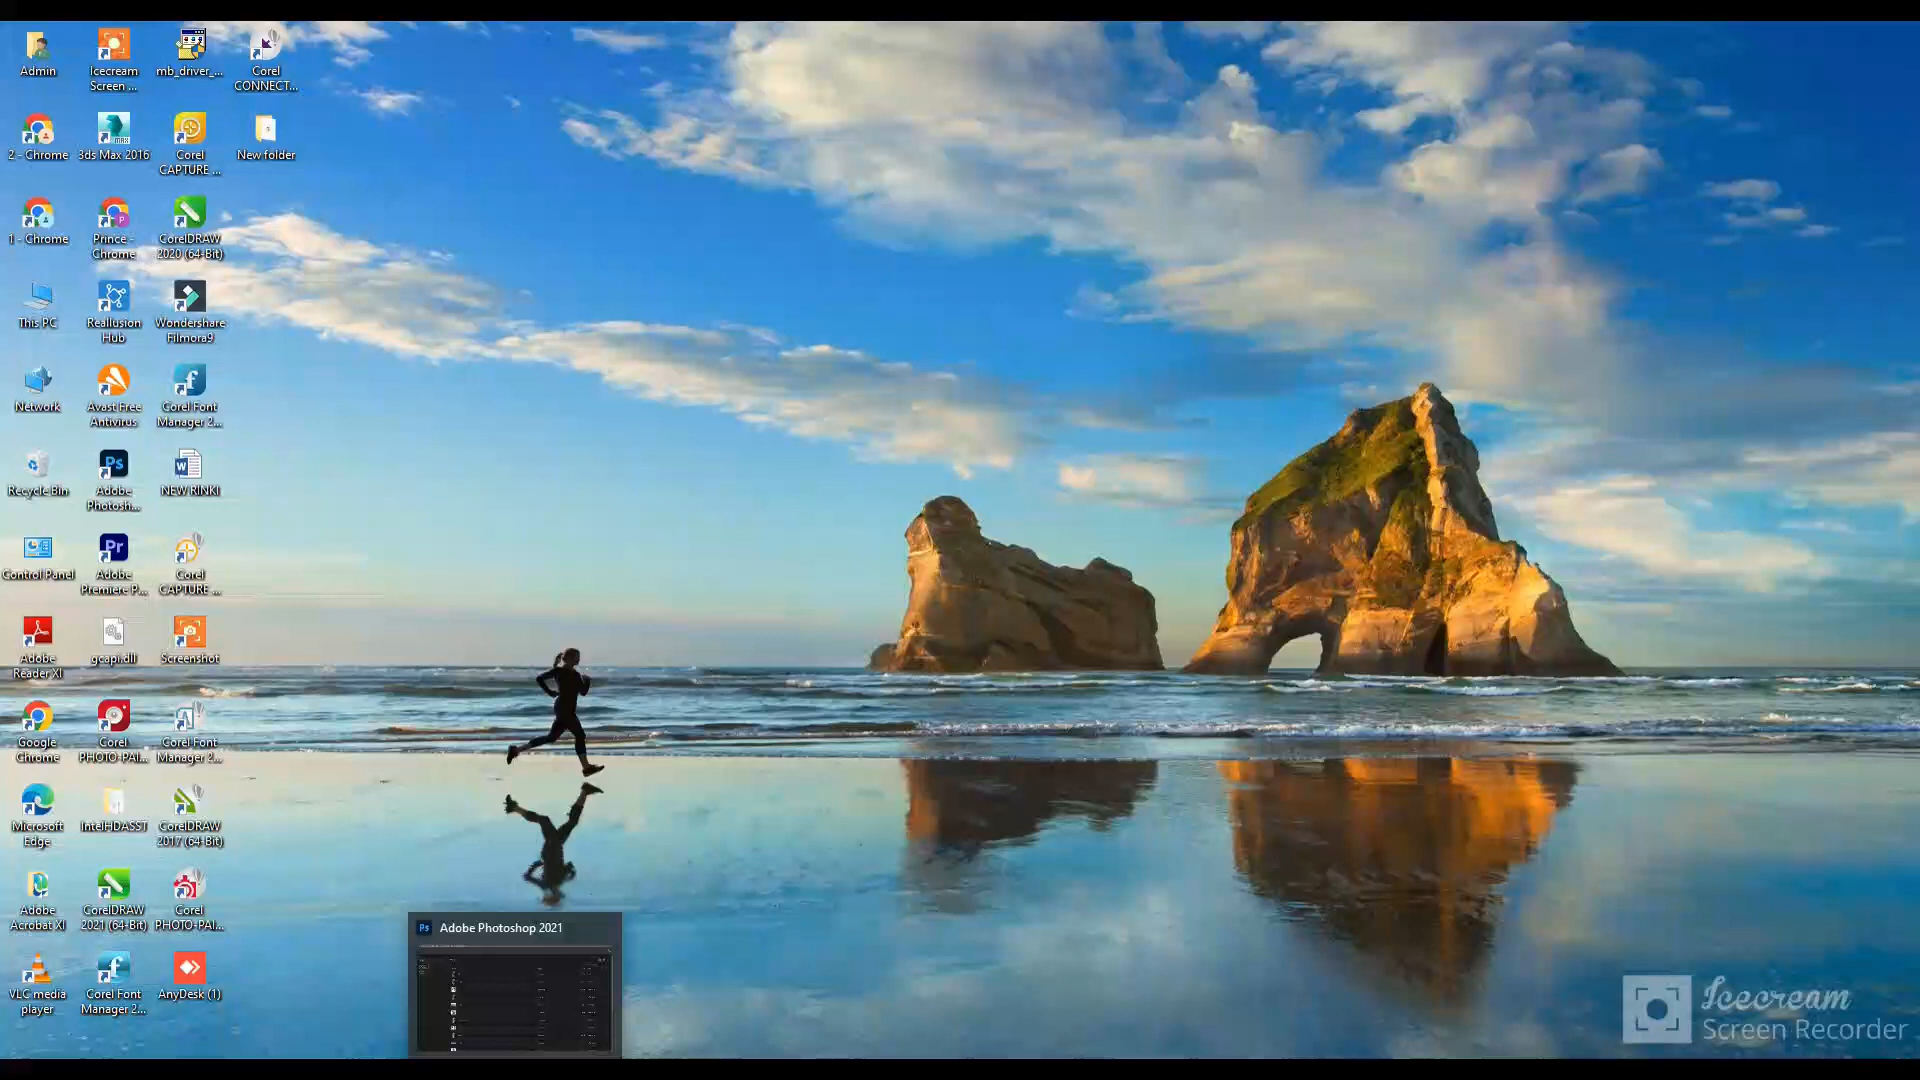 Admin
Icecream
Screen ...
mb_driver_...
Corel
CONNECT...
2 - Chrome
3ds Max 2016
Corel
CAPTURE ...
New folder
1 - Chrome
Prince -
Chrome
CorelDRAW
2020 (64-Bit)
This PC
Reallusion
Hub
Wondershare
Filmora9
Network
Avast Free
Antivirus
Corel Font
Manager 2...
Recycle Bin
Adobe
Photosh...
NEW RINKI
Control Panel
Adobe
Premiere P...
Corel
CAPTURE ...
Adobe
Reader XI
gcapi.dll
Screenshot
Google
Chrome
Corel
PHOTO-PAI...
Corel Font
Manager 2...
Microsoft
Edge
IntelHDASST
CorelDRAW
2017 (64-Bit)
Adobe
Acrobat XI
CorelDRAW
2021 (64-Bit)
Corel
PHOTO-PAI...
VLC media
player
Corel Font
Manager 2...
AnyDesk (1)
Ps
Adobe Photoshop 2021
Icecream
Screen Recorder